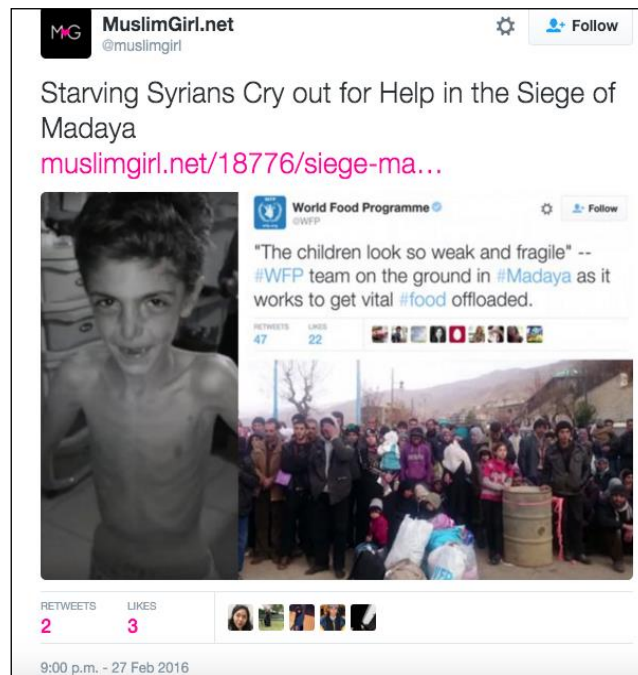 M♥G
MuslimGirl.net
@muslimgirl
Follow
Starving Syrians Cry out for Help in the Siege of
Madaya
muslimgirl.net/18776/siege-ma...
World Food Programme
@WFP
Follow
"The children look so weak and fragile" --
#WFP team on the ground in #Madaya as it
works to get vital #food offloaded.
RETWEETS LIKES
47 22
RETWEETS LIKES
2 3
9:00 p.m. - 27 Feb 2016